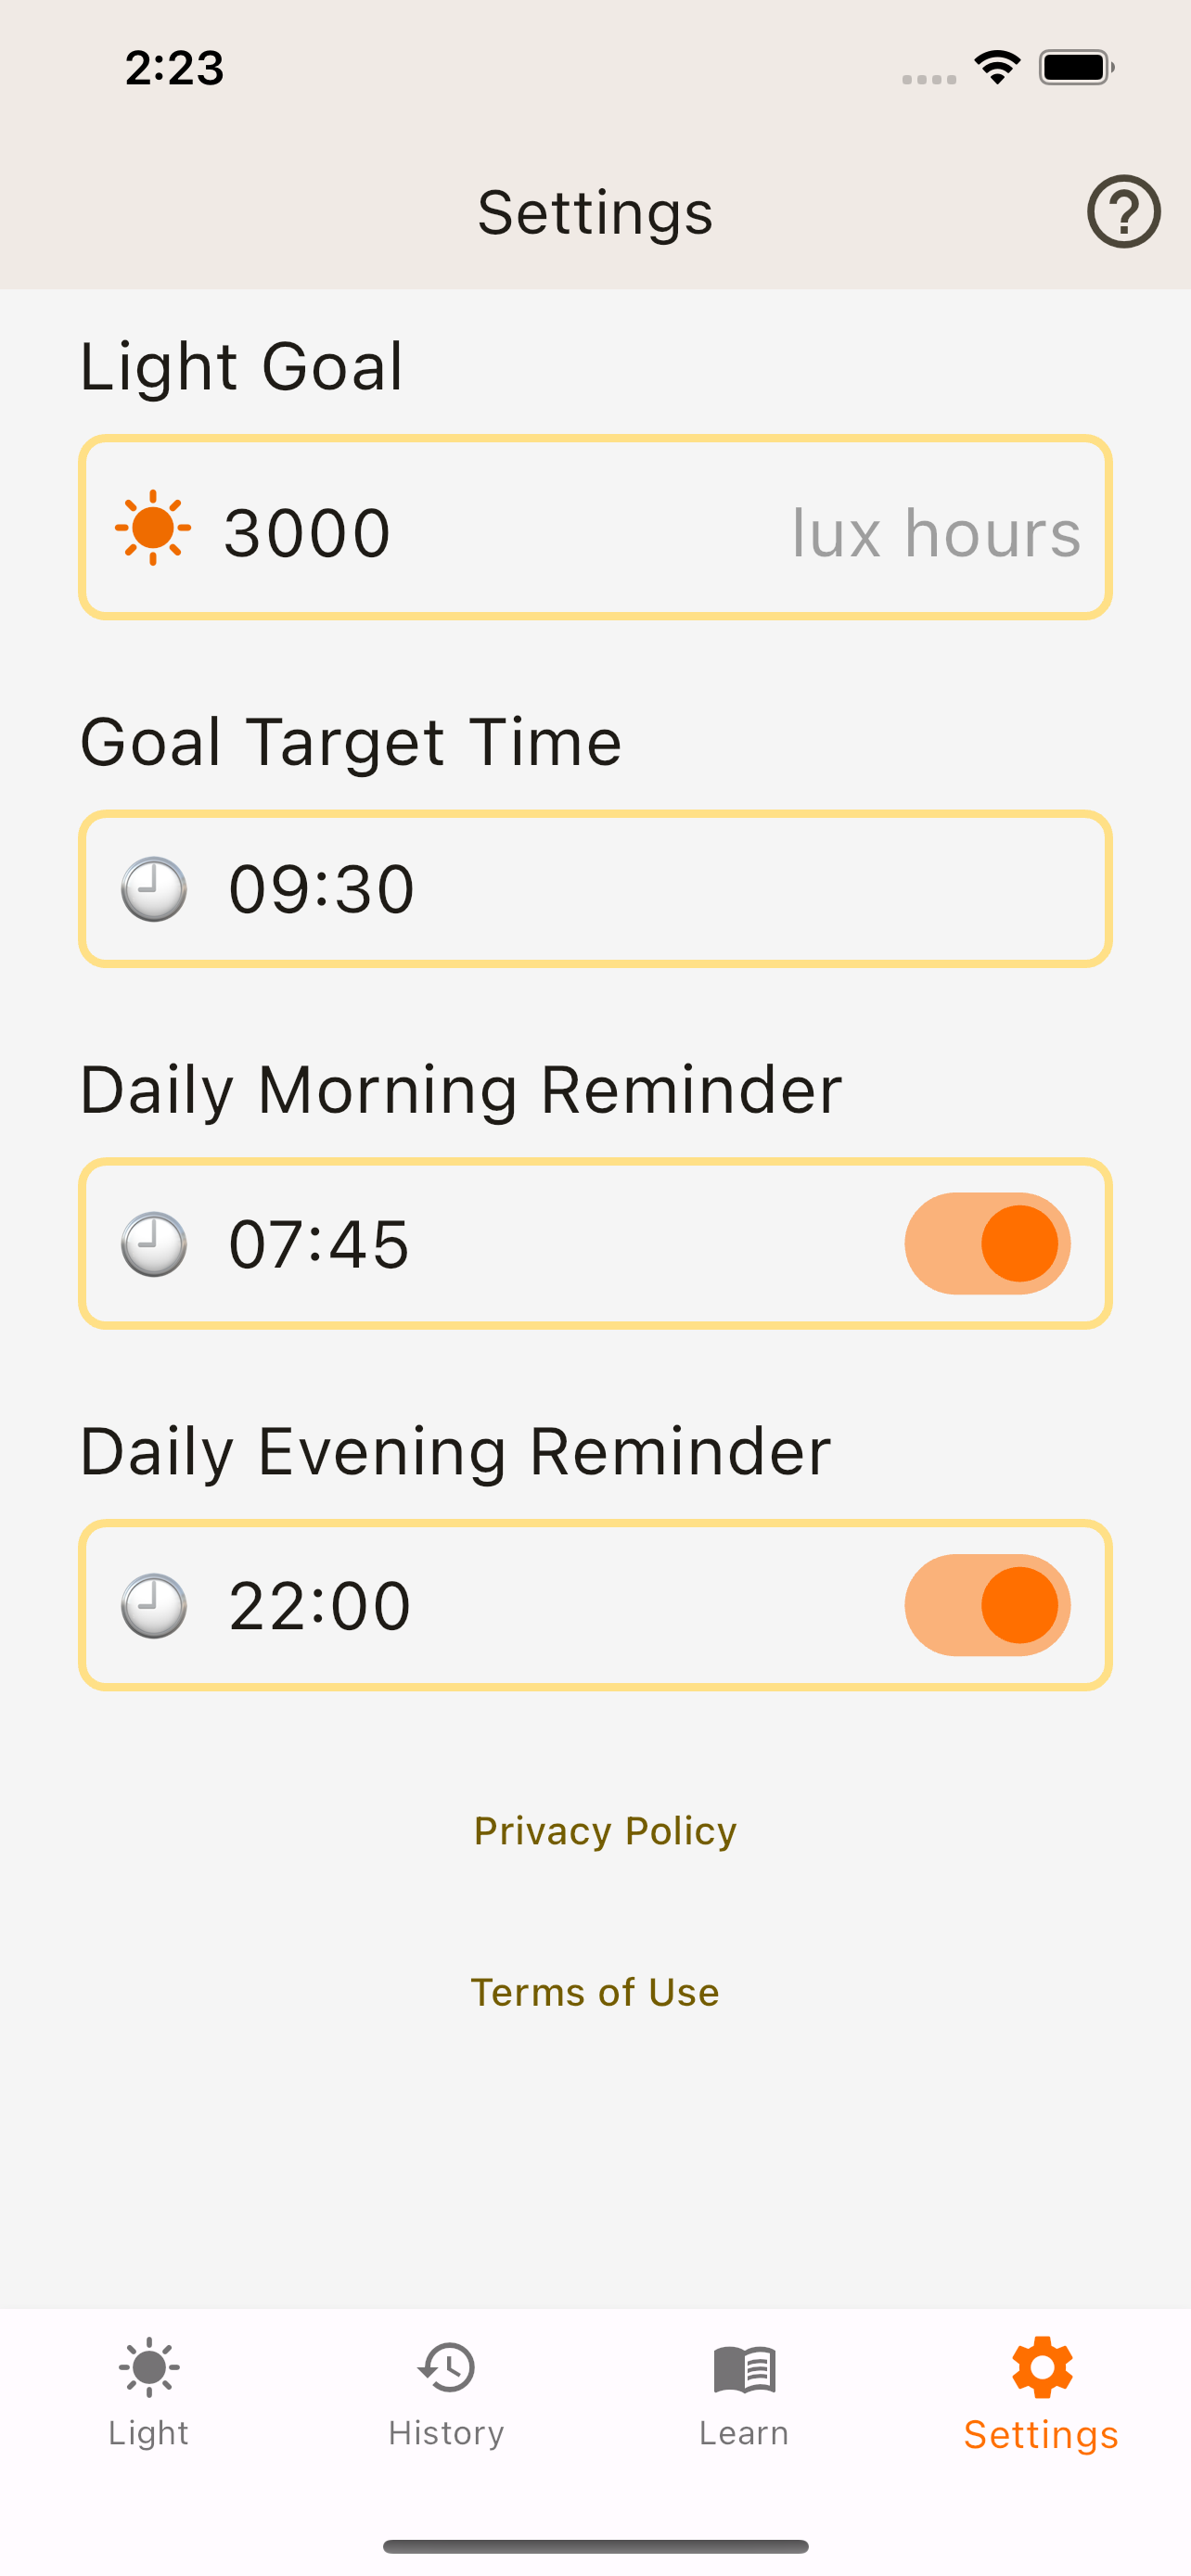 2:23
Settings
Light Goal
3000 lux hours
Goal Target Time
09:30
Daily Morning Reminder
07:45
Daily Evening Reminder
22:00
Privacy Policy
Terms of Use
Light History Learn Settings